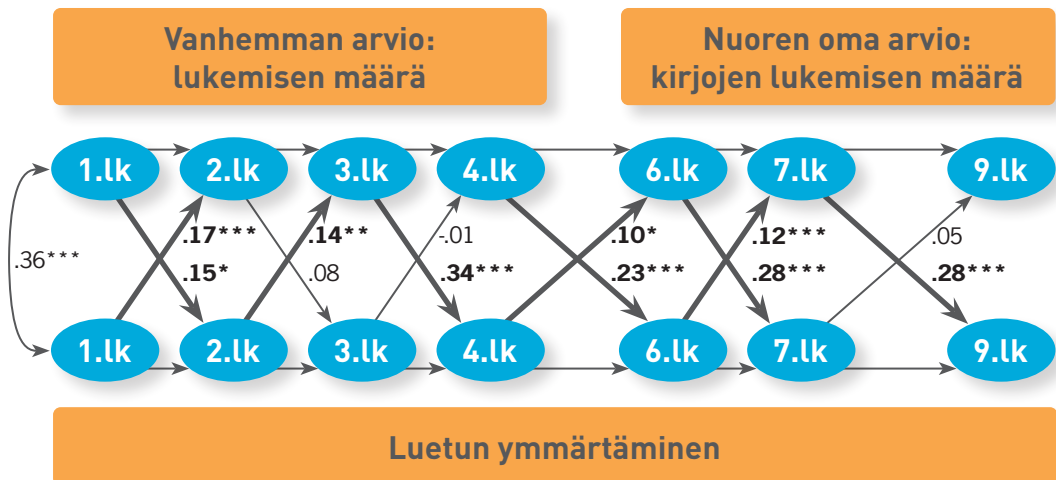 Vanhemman arvio:
lukemisen määrä
Nuoren oma arvio:
kirjojen lukemisen määrä
1.lk 2.lk 3.lk 4.lk 6.lk 7.lk 9.lk
.17*** .14** -.01 .10* .12*** .05
.36*** .15* .08 .34*** .23*** .28*** .28***
1.lk 2.lk 3.lk 4.lk 6.lk 7.lk 9.lk
Luetun ymmärtäminen